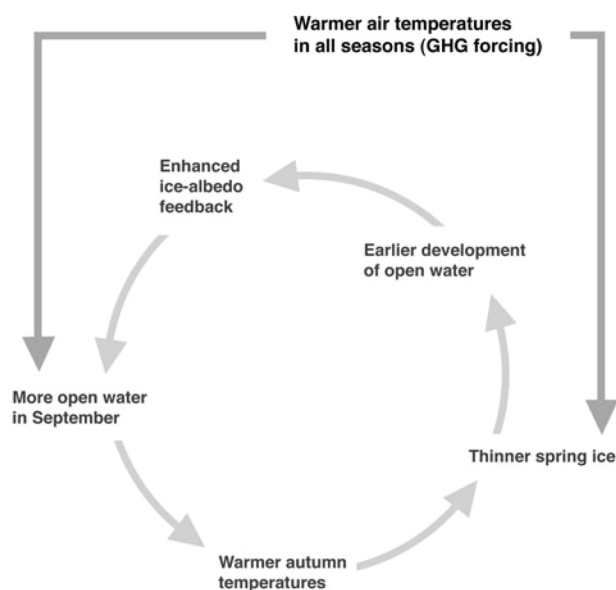 Warmer air temperatures
in all seasons (GHG forcing)
Enhanced
ice-albedo
feedback
Earlier development
of open water
More open water
in September
Thinner spring ice
Warmer autumn
temperatures